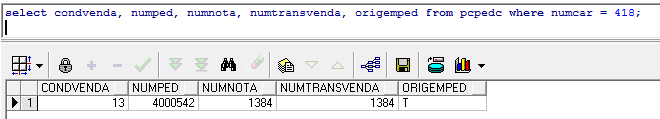 select condvenda, numped, numnota, numtransvenda, origemped from pcpedc where numcar = 418;
CONDVENDA NUMPED NUMNOTA NUMTRANSVENDA ORIGEMPED
1 13 4000542 1384 1384 T